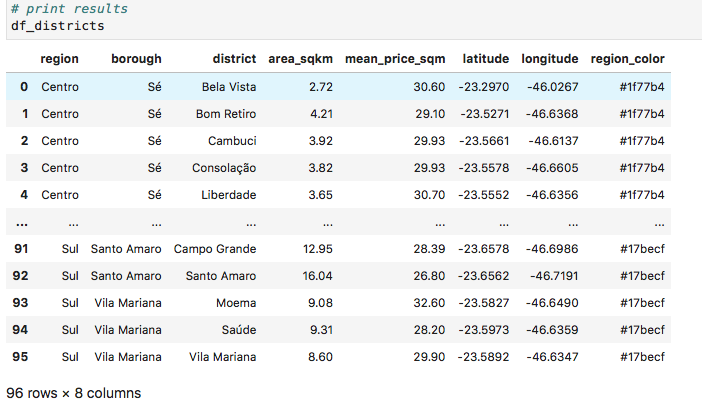 # print results
df_districts
region borough district area_sqkm mean_price_sqm latitude longitude region_color
0 Centro Sé Bela Vista 2.72 30.60 -23.2970 -46.0267 #1f77b4
1 Centro Sé Bom Retiro 4.21 29.10 -23.5271 -46.6368 #1f77b4
2 Centro Sé Cambuci 3.92 29.93 -23.5661 -46.6137 #1f77b4
3 Centro Sé Consolação 3.82 29.93 -23.5578 -46.6605 #1f77b4
4 Centro Sé Liberdade 3.65 30.70 -23.5552 -46.6356 #1f77b4
... ... ... ... ... ... ... ... ...
91 Sul Santo Amaro Campo Grande 12.95 28.39 -23.6578 -46.6986 #17becf
92 Sul Santo Amaro Santo Amaro 16.04 26.80 -23.6562 -46.7191 #17becf
93 Sul Vila Mariana Moema 9.08 32.60 -23.5827 -46.6490 #17becf
94 Sul Vila Mariana Saúde 9.31 28.20 -23.5973 -46.6359 #17becf
95 Sul Vila Mariana Vila Mariana 8.60 29.90 -23.5892 -46.6347 #17becf
96 rows × 8 columns